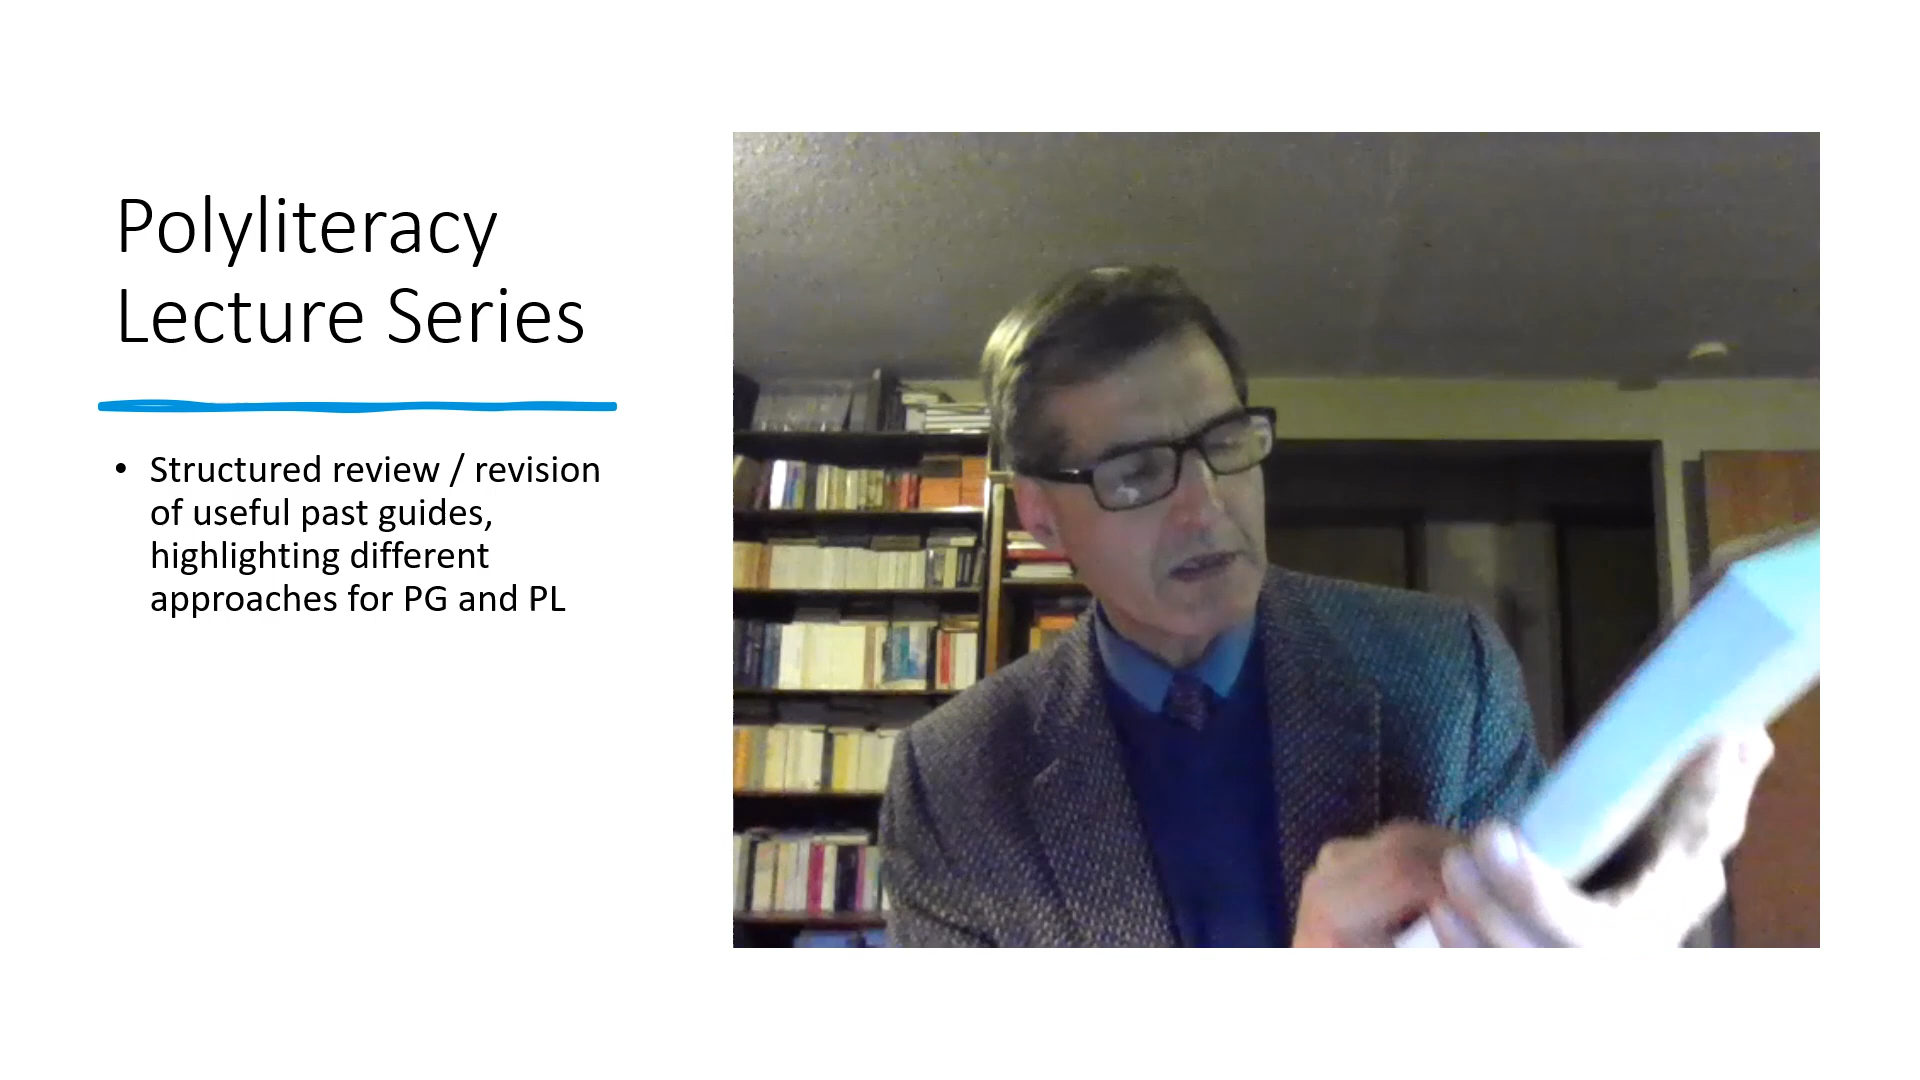 Polyliteracy
Lecture Series
• Structured review / revision
of useful past guides,
highlighting different
approaches for PG and PL